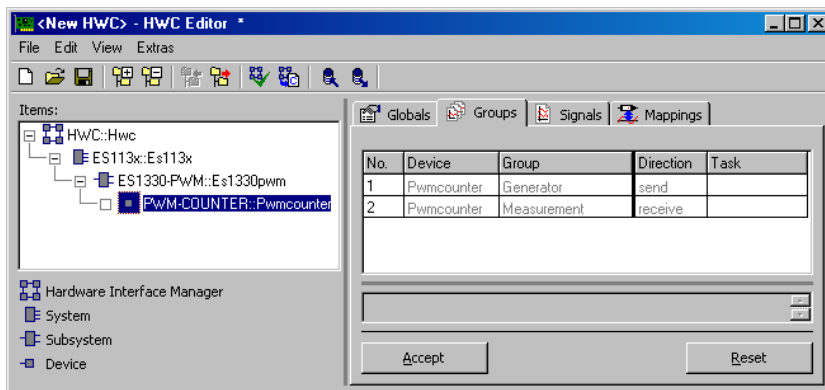 <New HWC> - HWC Editor *
File Edit View Extras
Items:
HWC::Hwc
ES113x::Es113x
ES1330-PWM::Es1330pwm
PWM-COUNTER::Pwmcounter
Hardware Interface Manager
System
Subsystem
Device
Globals Groups Signals Mappings
No. Device Group Direction Task
1 Pwmcounter Generator send
2 Pwmcounter Measurement receive
Accept Reset